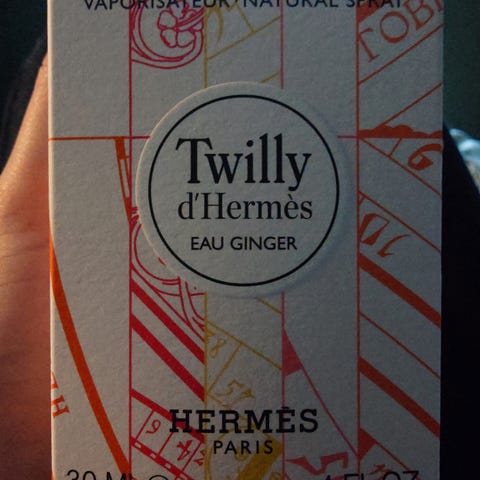 VAPORISATEUR • NATURAL SPRAY
Twilly
d'Hermès
EAU GINGER
HERMÈS
PARIS